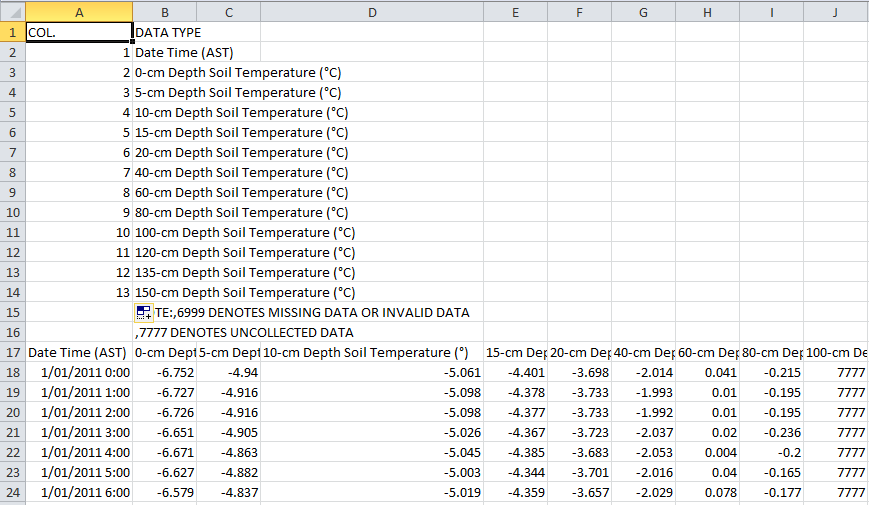 A B C D E F G H I J
1 COL. DATA TYPE
2 1 Date Time (AST)
3 2 0-cm Depth Soil Temperature (°C)
4 3 5-cm Depth Soil Temperature (°C)
5 4 10-cm Depth Soil Temperature (°C)
6 5 15-cm Depth Soil Temperature (°C)
7 6 20-cm Depth Soil Temperature (°C)
8 7 40-cm Depth Soil Temperature (°C)
9 8 60-cm Depth Soil Temperature (°C)
10 9 80-cm Depth Soil Temperature (°C)
11 10 100-cm Depth Soil Temperature (°C)
12 11 120-cm Depth Soil Temperature (°C)
13 12 135-cm Depth Soil Temperature (°C)
14 13 150-cm Depth Soil Temperature (°C)
15 TE:,6999 DENOTES MISSING DATA OR INVALID DATA
16 ,7777 DENOTES UNCOLLECTED DATA
17 Date Time (AST) 0-cm Dept 5-cm Dept 10-cm Depth Soil Temperature (°) 15-cm Dep 20-cm Dep 40-cm Dep 60-cm Dep 80-cm Dep 100-cm De
18 1/01/2011 0:00 -6.752 -4.94 -5.061 -4.401 -3.698 -2.014 0.041 -0.215 7777
19 1/01/2011 1:00 -6.727 -4.916 -5.098 -4.378 -3.733 -1.993 0.01 -0.195 7777
20 1/01/2011 2:00 -6.726 -4.916 -5.098 -4.377 -3.733 -1.992 0.01 -0.195 7777
21 1/01/2011 3:00 -6.651 -4.905 -5.026 -4.367 -3.723 -2.037 0.02 -0.236 7777
22 1/01/2011 4:00 -6.671 -4.863 -5.045 -4.385 -3.683 -2.053 0.004 -0.2 7777
23 1/01/2011 5:00 -6.627 -4.882 -5.003 -4.344 -3.701 -2.016 0.04 -0.165 7777
24 1/01/2011 6:00 -6.579 -4.837 -5.019 -4.359 -3.657 -2.029 0.078 -0.177 7777